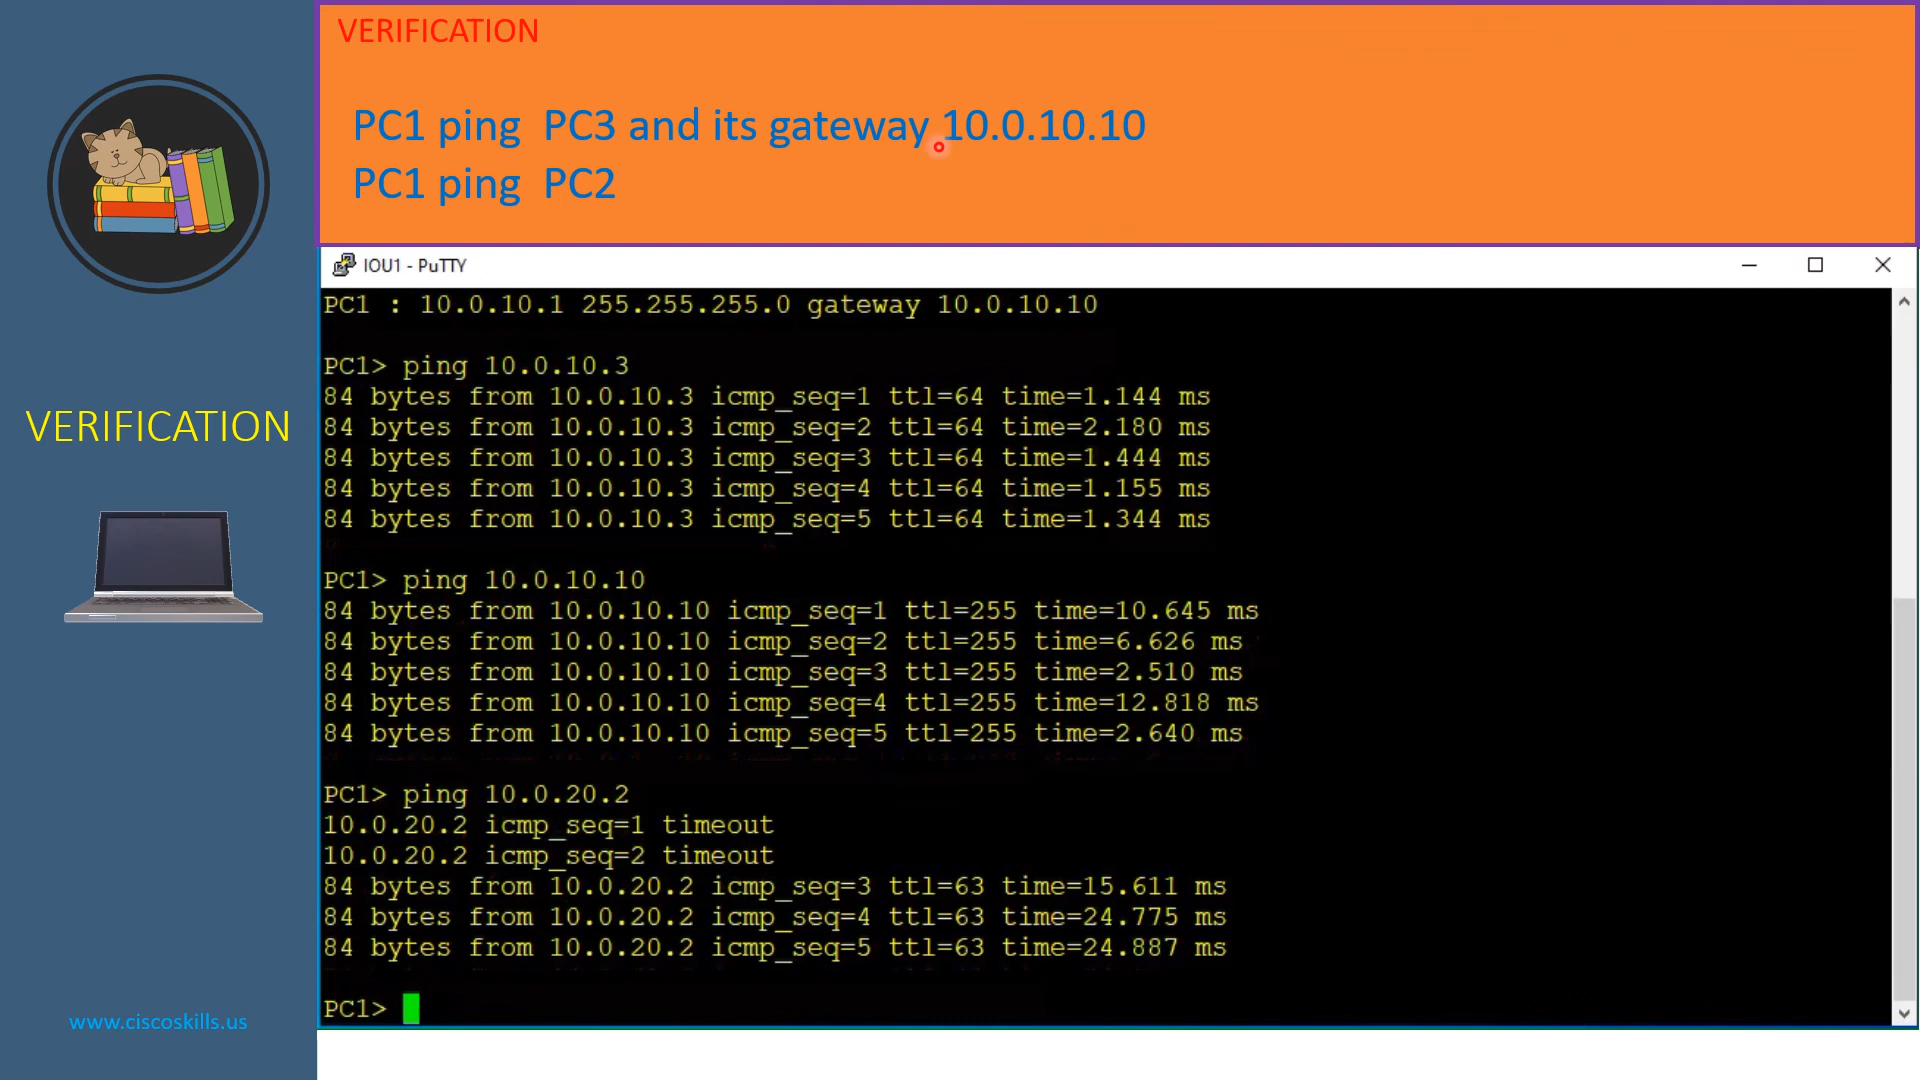 VERIFICATION
PC1 ping PC3 and its gateway 10.0.10.10
PC1 ping PC2
VERIFICATION
www.ciscoskills.us
IOU1 - PuTTY
PC1 : 10.0.10.1 255.255.255.0 gateway 10.0.10.10
PC1> ping 10.0.10.3
84 bytes from 10.0.10.3 icmp_seq=1 ttl=64 time=1.144 ms
84 bytes from 10.0.10.3 icmp_seq=2 ttl=64 time=2.180 ms
84 bytes from 10.0.10.3 icmp_seq=3 ttl=64 time=1.444 ms
84 bytes from 10.0.10.3 icmp_seq=4 ttl=64 time=1.155 ms
84 bytes from 10.0.10.3 icmp_seq=5 ttl=64 time=1.344 ms
PC1> ping 10.0.10.10
84 bytes from 10.0.10.10 icmp_seq=1 ttl=255 time=10.645 ms
84 bytes from 10.0.10.10 icmp_seq=2 ttl=255 time=6.626 ms
84 bytes from 10.0.10.10 icmp_seq=3 ttl=255 time=2.510 ms
84 bytes from 10.0.10.10 icmp_seq=4 ttl=255 time=12.818 ms
84 bytes from 10.0.10.10 icmp_seq=5 ttl=255 time=2.640 ms
PC1> ping 10.0.20.2
10.0.20.2 icmp_seq=1 timeout
10.0.20.2 icmp_seq=2 timeout
84 bytes from 10.0.20.2 icmp_seq=3 ttl=63 time=15.611 ms
84 bytes from 10.0.20.2 icmp_seq=4 ttl=63 time=24.775 ms
84 bytes from 10.0.20.2 icmp_seq=5 ttl=63 time=24.887 ms
PC1>